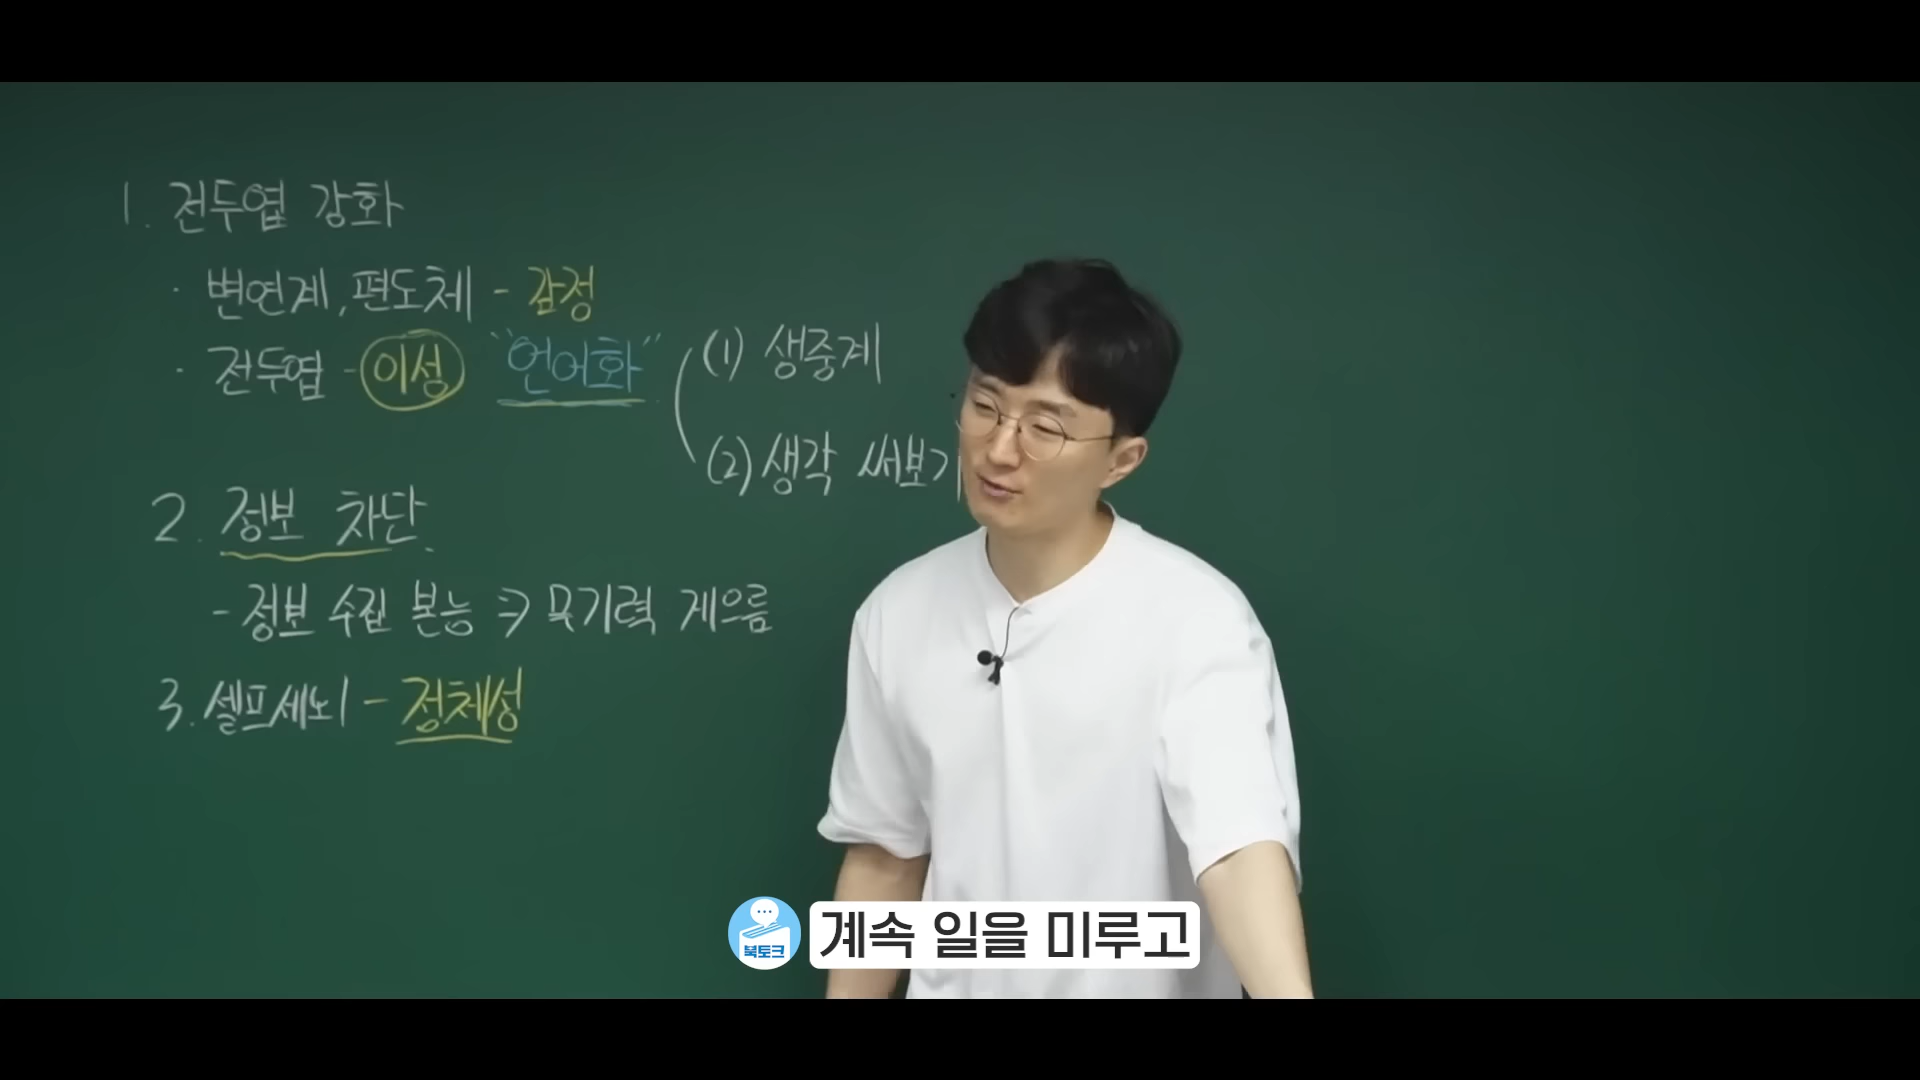 1. 전두엽 강화
· 변연계, 편도체 - 감정
· 전두엽 - 이성 "언어화" (1) 생중계
(2) 생각 써보기
2. 정보 차단.
- 정보 수집 본능 => 무기력 게으름
3. 셀프세뇌 - 정체성
북토크
계속 일을 미루고